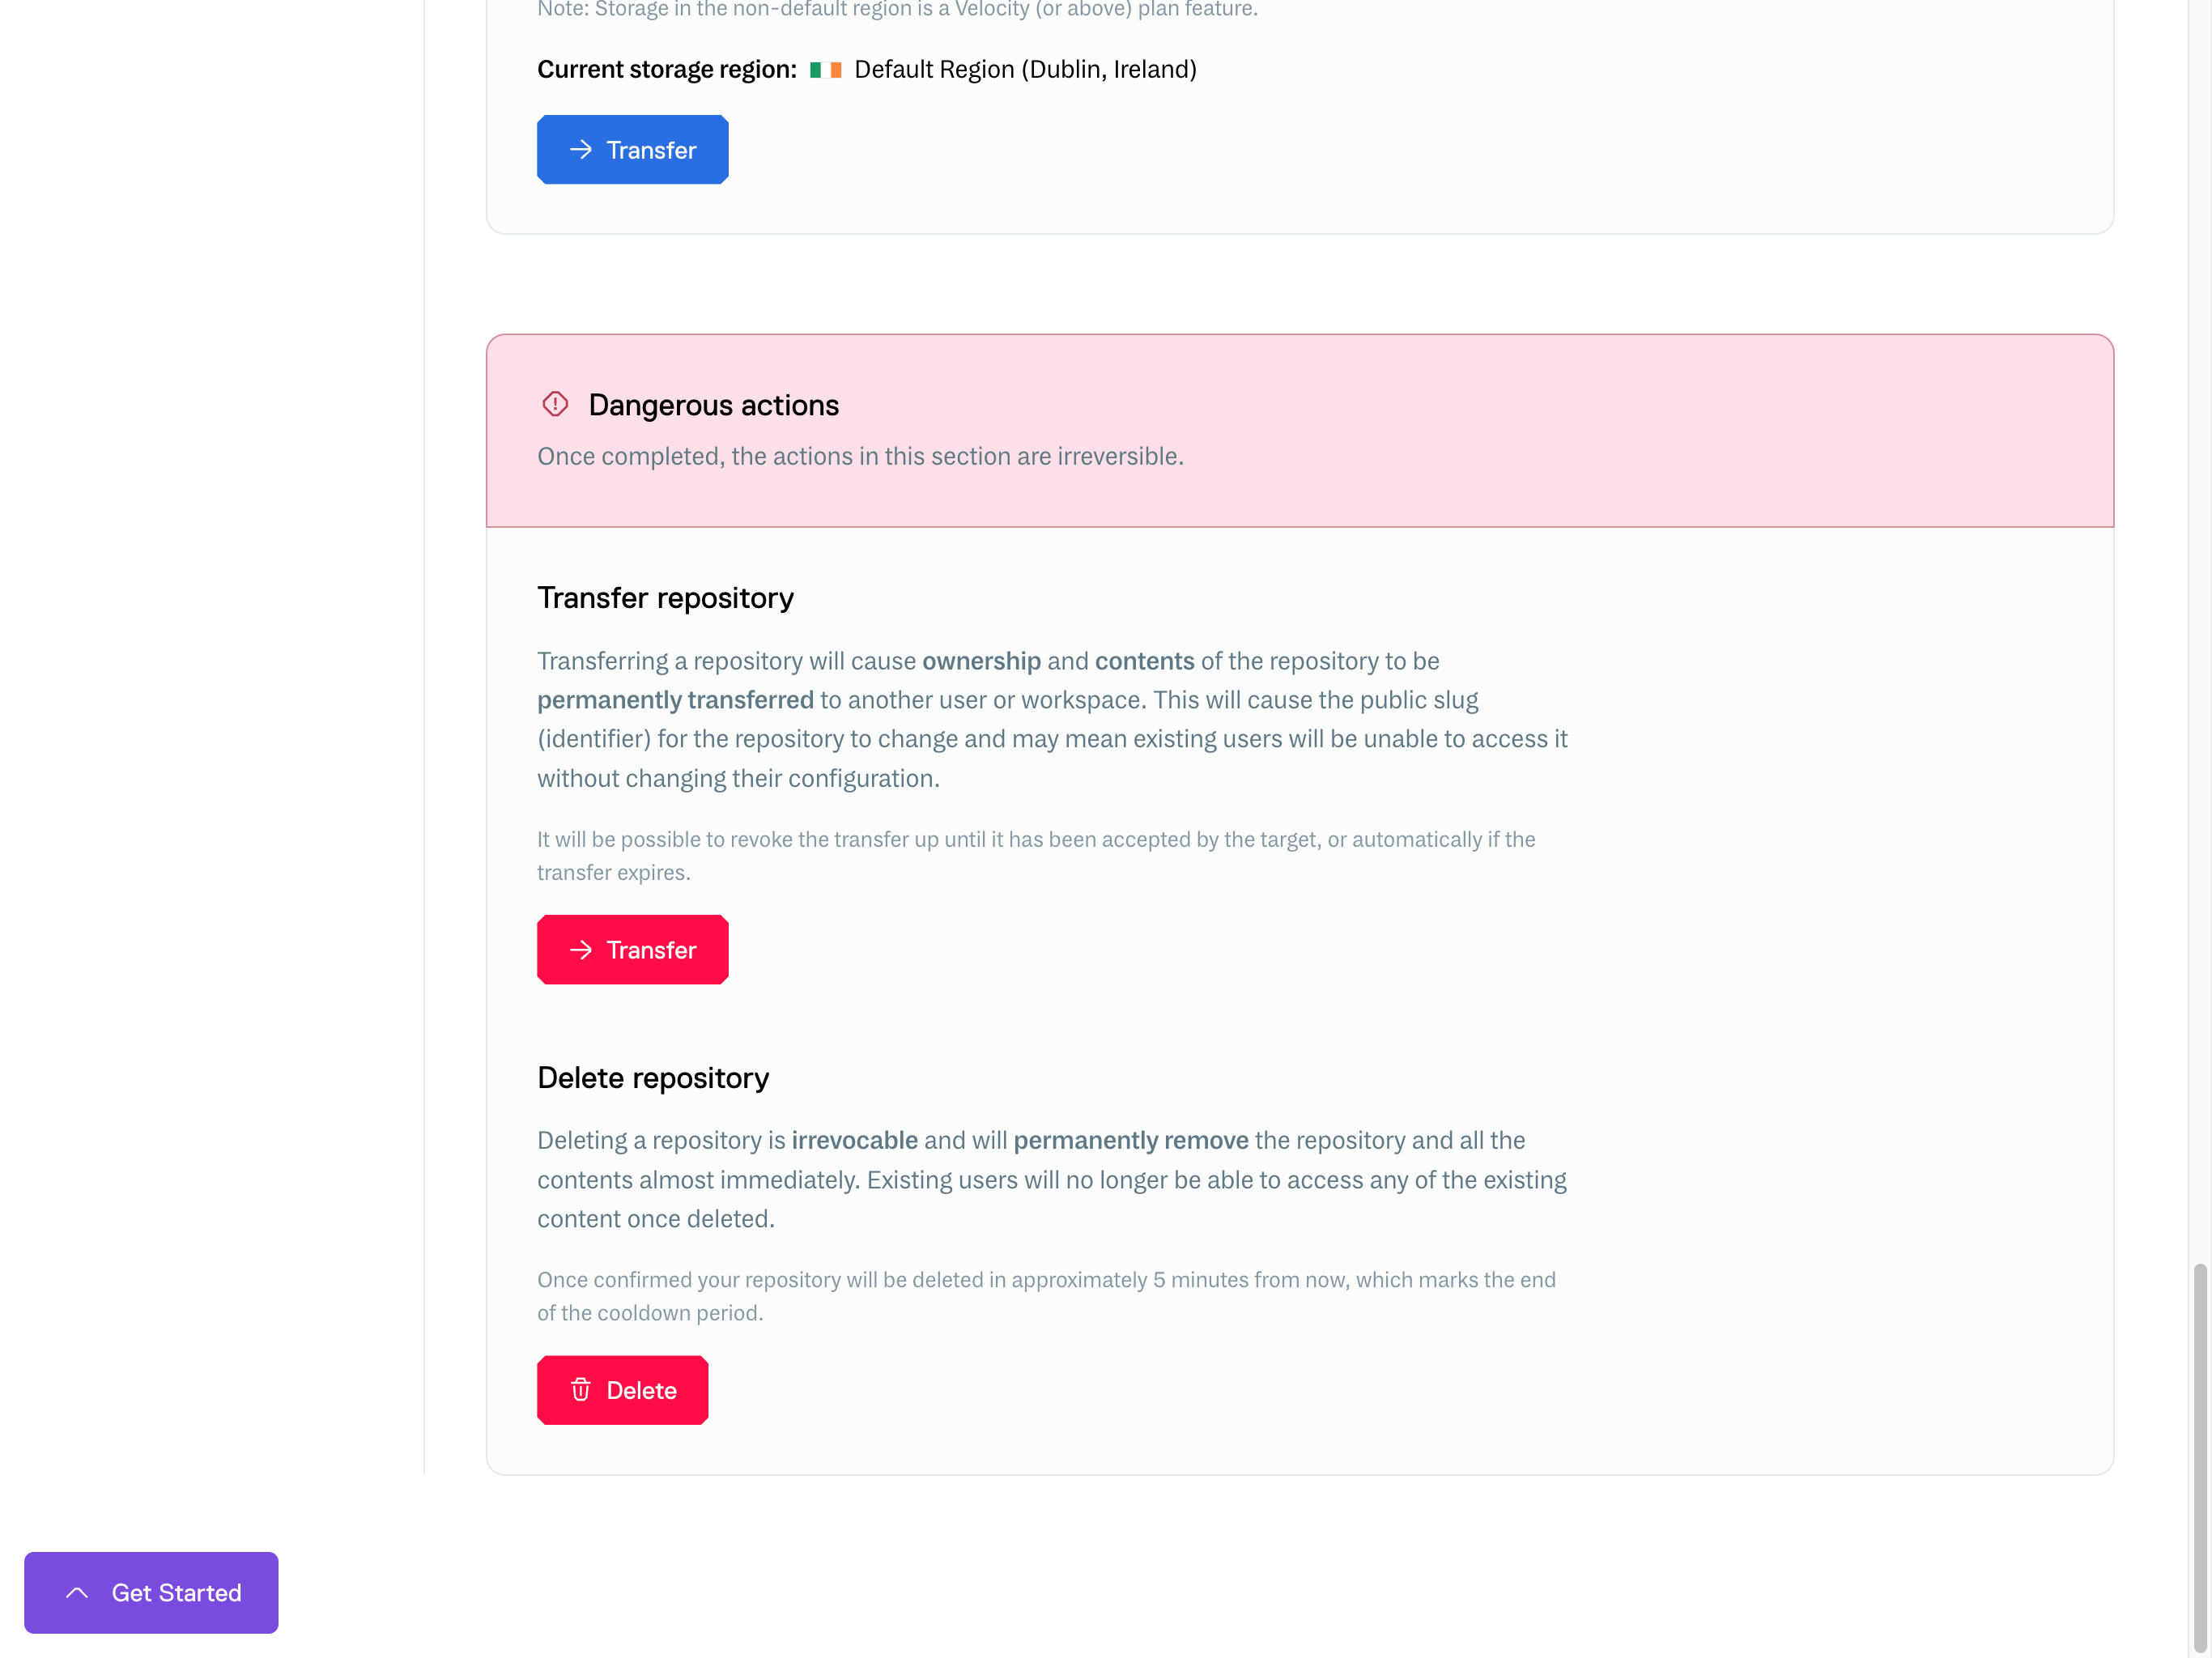 Note: Storage in the non-default region is a Velocity (or above) plan feature.
Current storage region: Default Region (Dublin, Ireland)
Transfer
Dangerous actions
Once completed, the actions in this section are irreversible.
Transfer repository
Transferring a repository will cause ownership and contents of the repository to be
permanently transferred to another user or workspace. This will cause the public slug
(identifier) for the repository to change and may mean existing users will be unable to access it
without changing their configuration.
It will be possible to revoke the transfer up until it has been accepted by the target, or automatically if the
transfer expires.
Transfer
Delete repository
Deleting a repository is irrevocable and will permanently remove the repository and all the
contents almost immediately. Existing users will no longer be able to access any of the existing
content once deleted.
Once confirmed your repository will be deleted in approximately 5 minutes from now, which marks the end
of the cooldown period.
Delete
Get Started